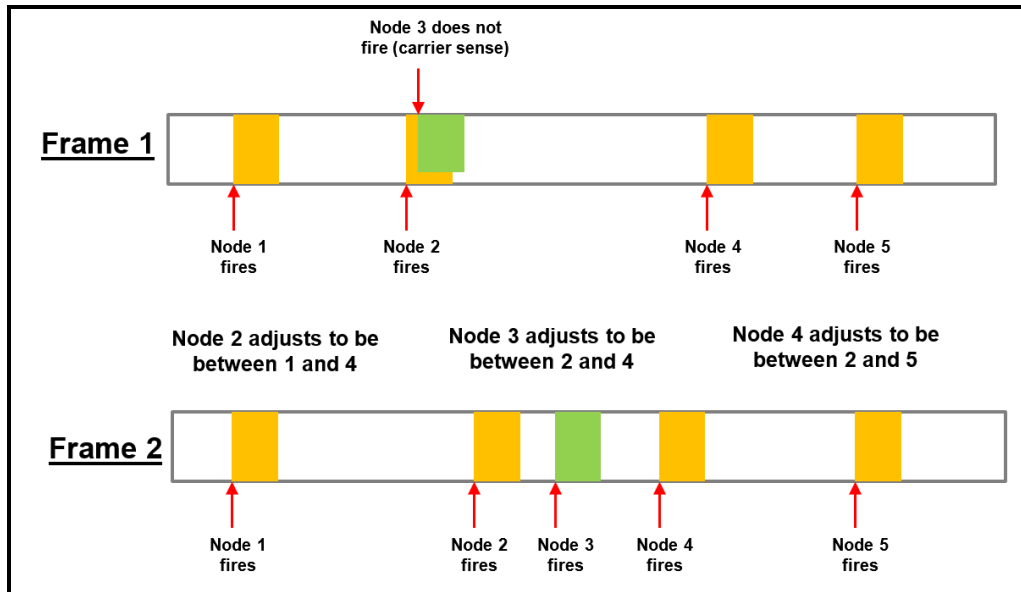 Node 3 does not
fire (carrier sense)
Frame 1
Node 1
fires
Node 2
fires
Node 4
fires
Node 5
fires
Node 2 adjusts to be
between 1 and 4
Node 3 adjusts to be
between 2 and 4
Node 4 adjusts to be
between 2 and 5
Frame 2
Node 1
fires
Node 2
fires
Node 3
fires
Node 4
fires
Node 5
fires